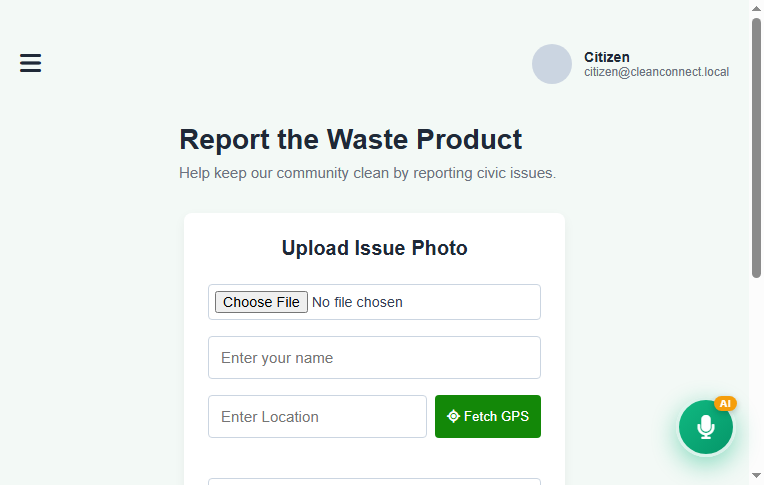 Citizen
citizen@cleanconnect.local
Report the Waste Product
Help keep our community clean by reporting civic issues.
Upload Issue Photo
Choose File No file chosen
Enter your name
Enter Location
Fetch GPS
AI